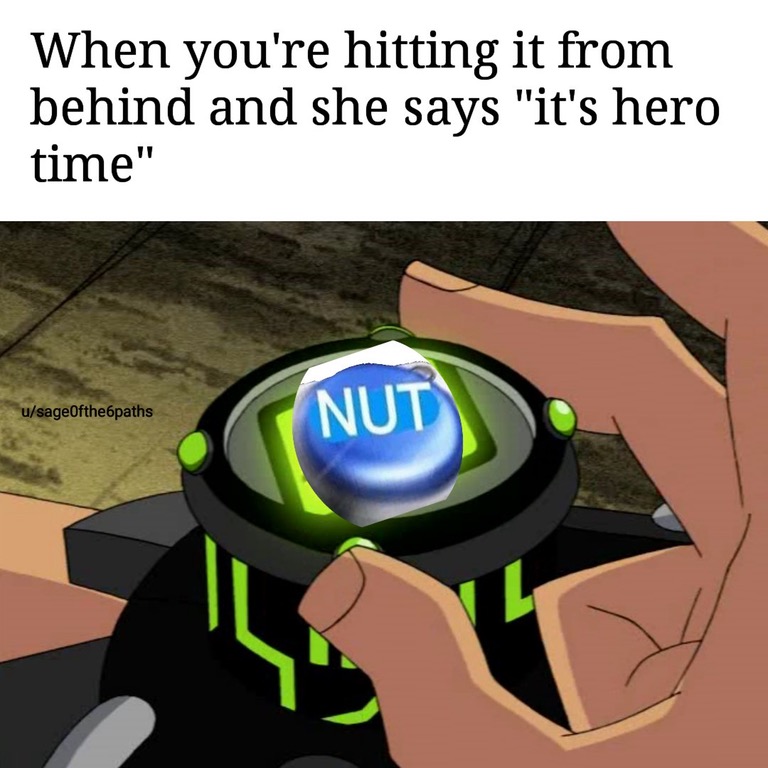 When you're hitting it from
behind and she says "it's hero
time"
NUT
u/sage0fthe6paths